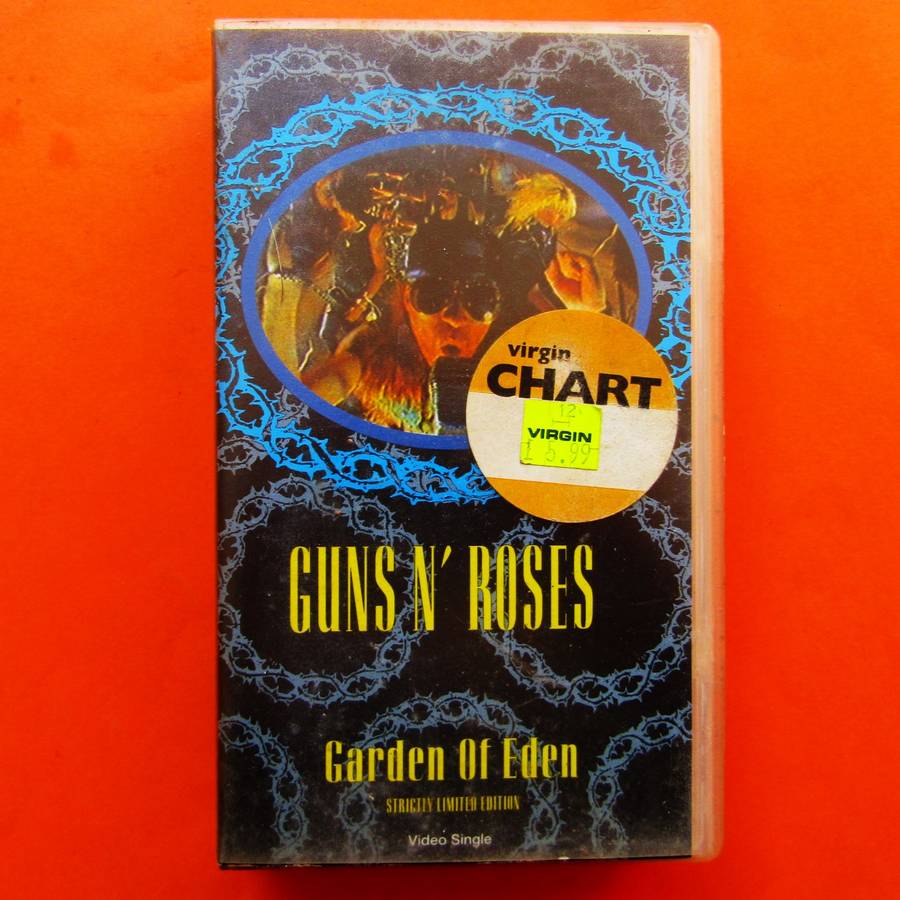 virgin
CHART
12
VIRGIN
£ 5.99
GUNS N' ROSES
Garden Of Eden
STRICTLY LIMITED EDITION
Video Single